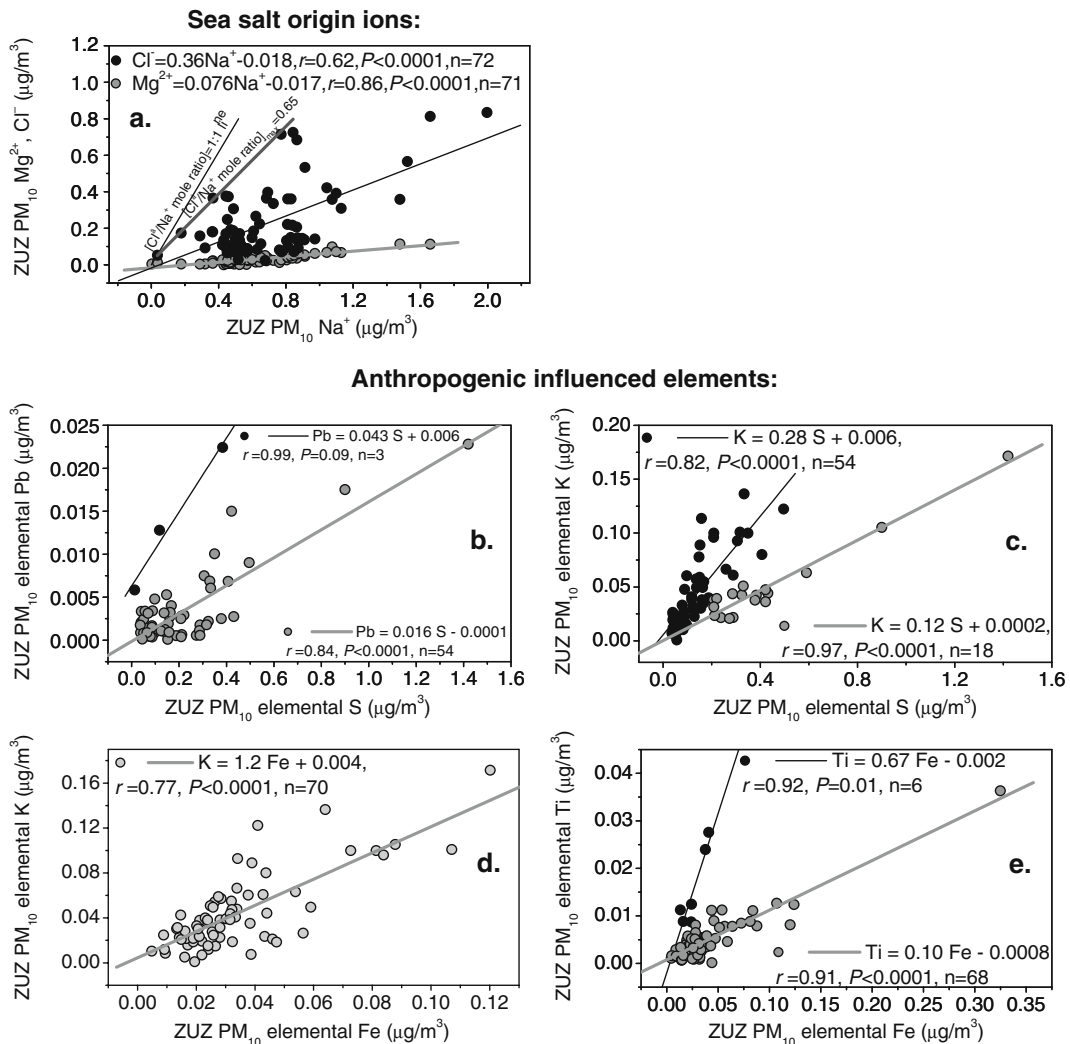 Sea salt origin ions:
ZUZ PM10 Mg2+, Cl- (µg/m3)
1.2
1.0
0.8
0.6
0.4
0.2
0.0
Cl-=0.36Na+-0.018,r=0.62,P<0.0001,n=72
Mg2+=0.076Na+-0.017,r=0.86,P<0.0001,n=71
a.
mole ratio]=1:1 line
mole ratio]max=0.65
0.0 0.4 0.8 1.2 1.6 2.0
ZUZ PM10 Na+ (µg/m3)
Anthropogenic influenced elements:
ZUZ PM10 elemental Pb (µg/m3)
0.025
0.020
0.015
0.010
0.005
0.000
Pb = 0.043 S + 0.006
r=0.99, P=0.09, n=3
b.
Pb = 0.016 S - 0.0001
r=0.84, P<0.0001, n=54
0.0 0.2 0.4 0.6 0.8 1.0 1.2 1.4 1.6
ZUZ PM10 elemental S (µg/m3)
ZUZ PM10 elemental K (µg/m3)
0.20
0.15
0.10
0.05
0.00
K = 0.28 S + 0.006,
r=0.82, P<0.0001, n=54
c.
K = 0.12 S + 0.0002,
r=0.97, P<0.0001, n=18
0.0 0.4 0.8 1.2 1.6
ZUZ PM10 elemental S (µg/m3)
ZUZ PM10 elemental K (µg/m3)
0.16
0.12
0.08
0.04
0.00
K = 1.2 Fe + 0.004,
r=0.77, P<0.0001, n=70
d.
0.00 0.02 0.04 0.06 0.08 0.10 0.12
ZUZ PM10 elemental Fe (µg/m3)
ZUZ PM10 elemental Ti (µg/m3)
0.04
0.03
0.02
0.01
0.00
Ti = 0.67 Fe - 0.002
r=0.92, P=0.01, n=6
e.
Ti = 0.10 Fe - 0.0008
r=0.91, P<0.0001, n=68
0.00 0.05 0.10 0.15 0.20 0.25 0.30 0.35
ZUZ PM10 elemental Fe (µg/m3)